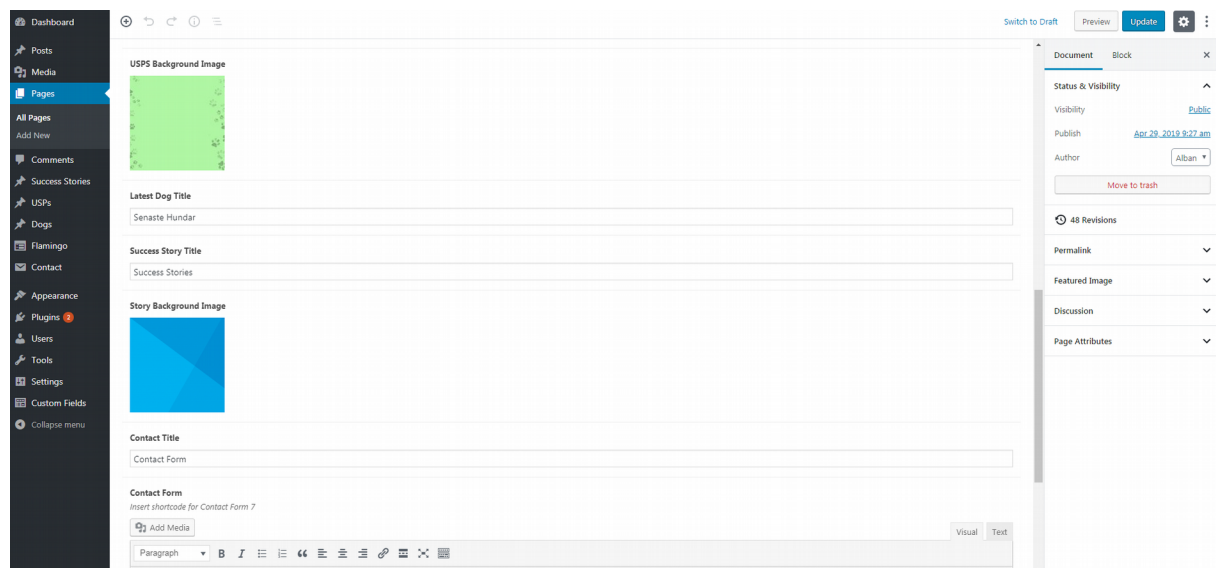 Dashboard
Switch to Draft
Preview
Update
Posts
Media
Pages
All Pages
Add New
Comments
Success Stories
USPs
Dogs
Flamingo
Contact
Appearance
Plugins 2
Users
Tools
Settings
Custom Fields
Collapse menu
USPS Background Image
Latest Dog Title
Senaste Hundar
Success Story Title
Success Stories
Story Background Image
Contact Title
Contact Form
Contact Form
Insert shortcode for Contact Form 7
Add Media
Visual Text
Paragraph
Document Block
Status & Visibility
Visibility Public
Publish Apr 29, 2019 9:27 am
Author Alban
Move to trash
48 Revisions
Permalink
Featured Image
Discussion
Page Attributes